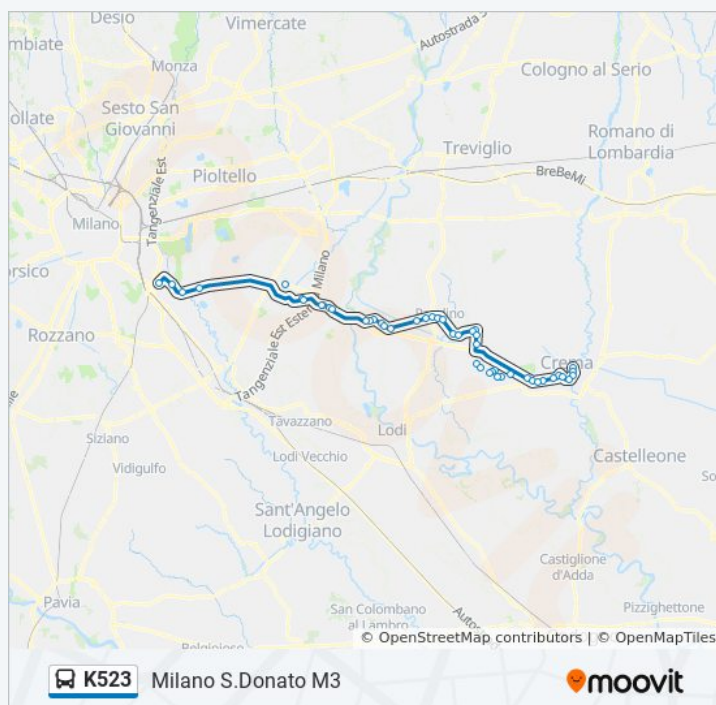 Desio
Vimercate
Autostrada
mbiate
Monza
Cologno al Serio
ollate
Sesto San
Giovanni
Romano di
Lombardia
Treviglio
Tangenziale Est
Pioltello
BreBeMi
Milano
orsico
Tangenziale Est Esterna Milano
Rozzano
Crema
Tavazzano
Lodi
Siziano
Lodi Vecchio
Castelleone
Vidigulfo
So
Sant'Angelo
Lodigiano
Castiglione
d'Adda
Pavia
San Colombano
al Lambro
Pizzighettone
© OpenStreetMap contributors | © OpenMapTiles
K523 Milano S.Donato M3
moovit